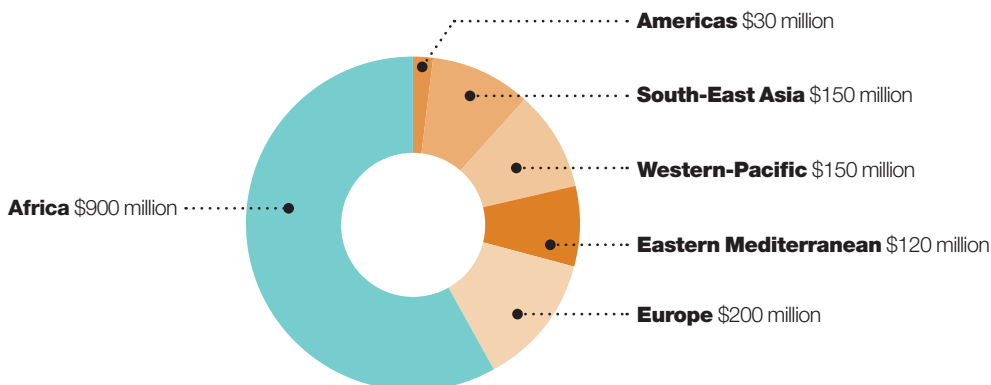 Americas $30 million
South-East Asia $150 million
Western-Pacific $150 million
Africa $900 million
Eastern Mediterranean $120 million
Europe $200 million